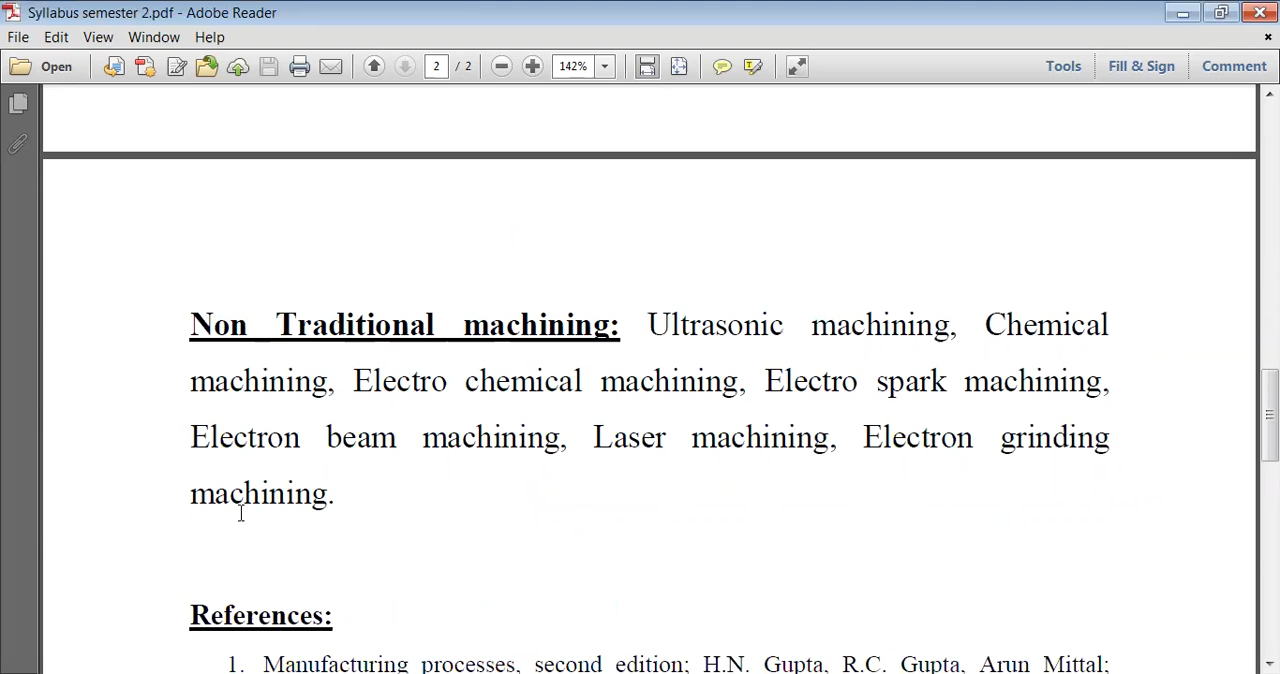 Syllabus semester 2.pdf - Adobe Reader
File Edit View Window Help
Open 2 / 2 142% Tools Fill & Sign Comment
Non Traditional machining: Ultrasonic machining, Chemical
machining, Electro chemical machining, Electro spark machining,
Electron beam machining, Laser machining, Electron grinding
machining.
References:
1. Manufacturing processes, second edition; H.N. Gupta, R.C. Gupta, Arun Mittal;